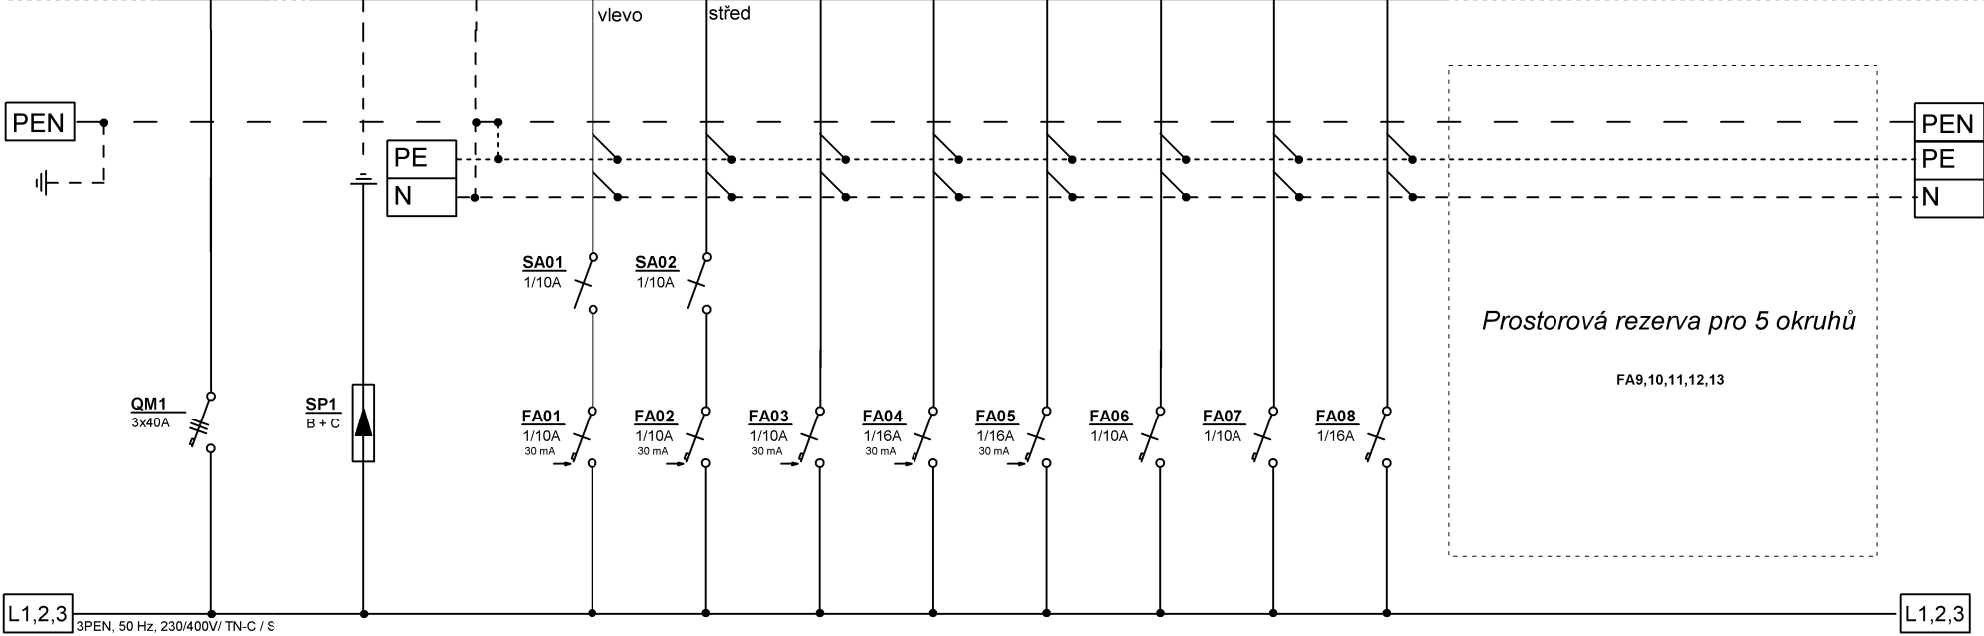 vlevo
střed
PEN
PEN
PE
PE
N
N
SA01
1/10A
SA02
1/10A
Prostorová rezerva pro 5 okruhů
FA9,10,11,12,13
QM1
3x40A
SP1
B + C
FA01
1/10A
30 mA
FA02
1/10A
30 mA
FA03
1/10A
30 mA
FA04
1/16A
30 mA
FA05
1/16A
30 mA
FA06
1/10A
FA07
1/10A
FA08
1/16A
L1,2,3
3PEN, 50 Hz, 230/400V/ TN-C / S
L1,2,3